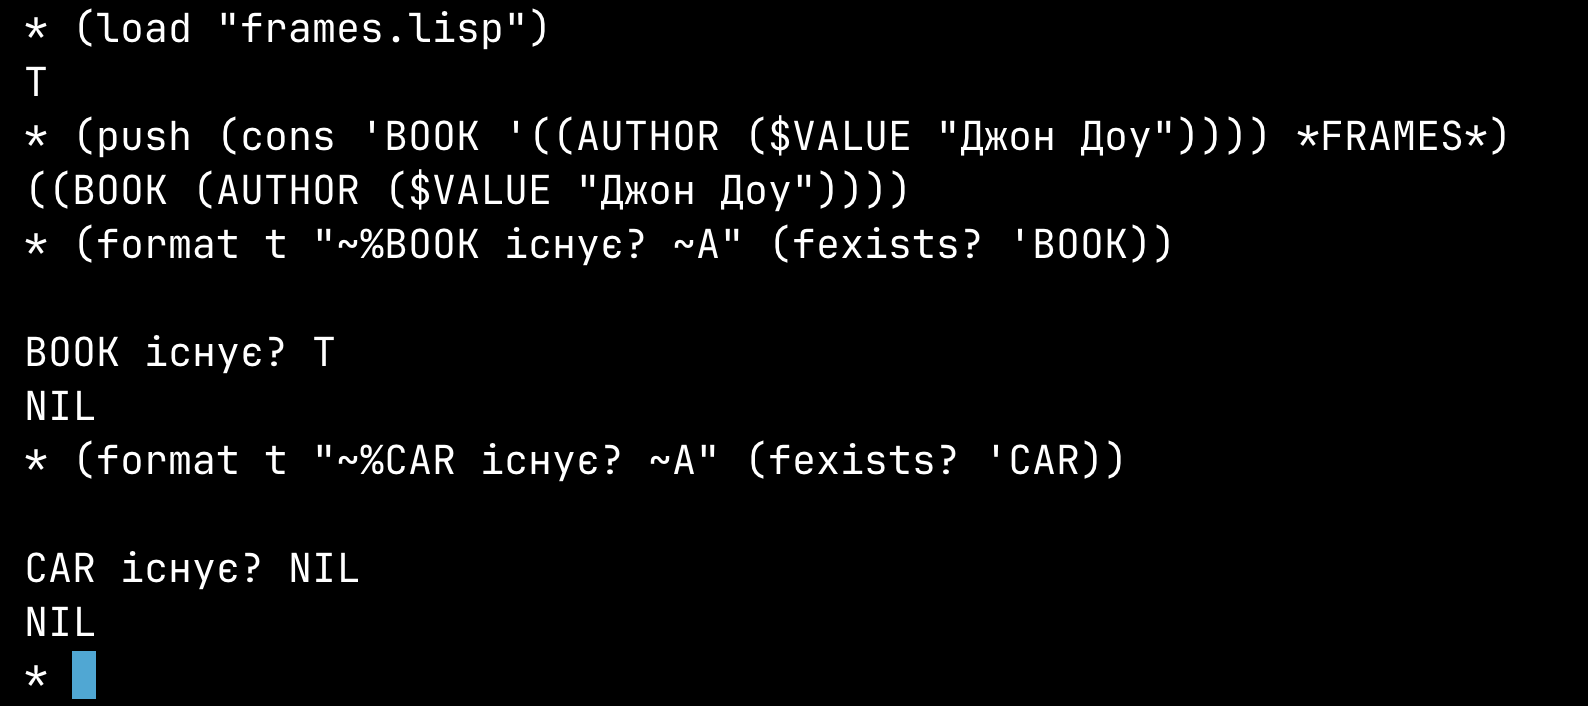 * (load "frames.lisp")
T
* (push (cons 'BOOK '((AUTHOR ($VALUE "Джон Доу")))) *FRAMES*)
((BOOK (AUTHOR ($VALUE "Джон Доу"))))
* (format t "~%BOOK існує? ~A" (fexists? 'BOOK))
BOOK існує? T
NIL
* (format t "~%CAR існує? ~A" (fexists? 'CAR))
CAR існує? NIL
NIL
*